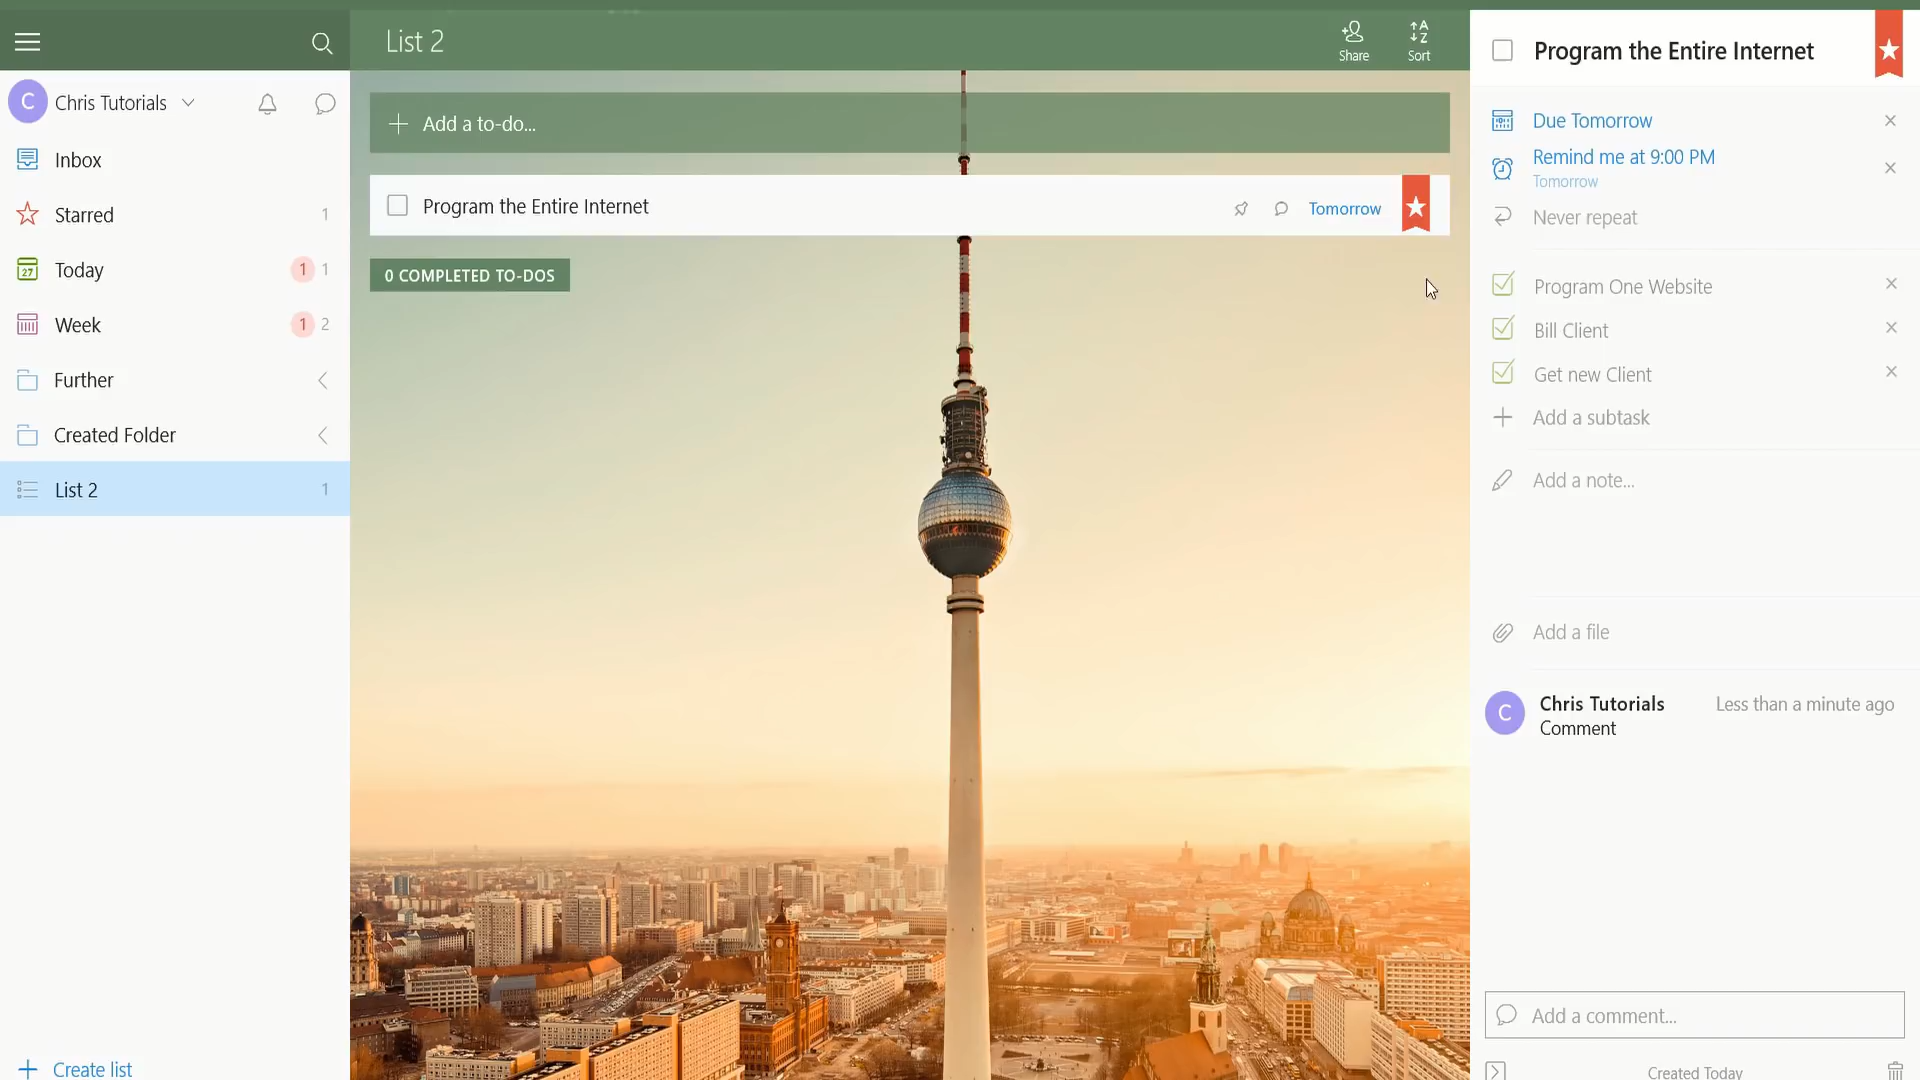 List 2
Share
Sort
A
Z
C
Chris Tutorials
Inbox
Starred 1
27
Today 1 1
Week 1 2
Further
Created Folder
List 2 1
Create list
Add a to-do...
Program the Entire Internet
Tomorrow
0 COMPLETED TO-DOS
Program the Entire Internet
Due Tomorrow
Remind me at 9:00 PM
Tomorrow
Never repeat
Program One Website
Bill Client
Get new Client
Add a subtask
Add a note...
Add a file
C
Chris Tutorials Less than a minute ago
Comment
Add a comment...
Created Today